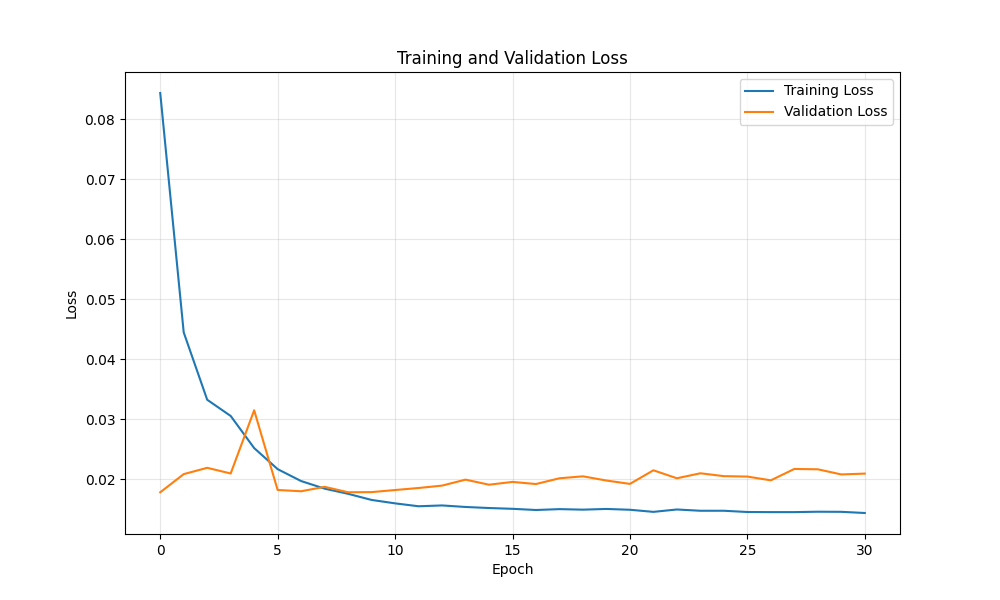 Training and Validation Loss
Training Loss
Validation Loss
0.08
0.07
0.06
0.05
0.04
0.03
0.02
Loss
0 5 10 15 20 25 30
Epoch